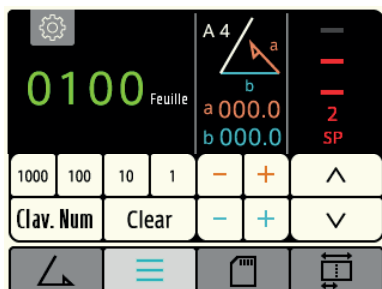 A 4
a
b
0100 Feuille
a 000.0
b 000.0
2
SP
1000 100 10 1 − +
Clav. Num Clear − +